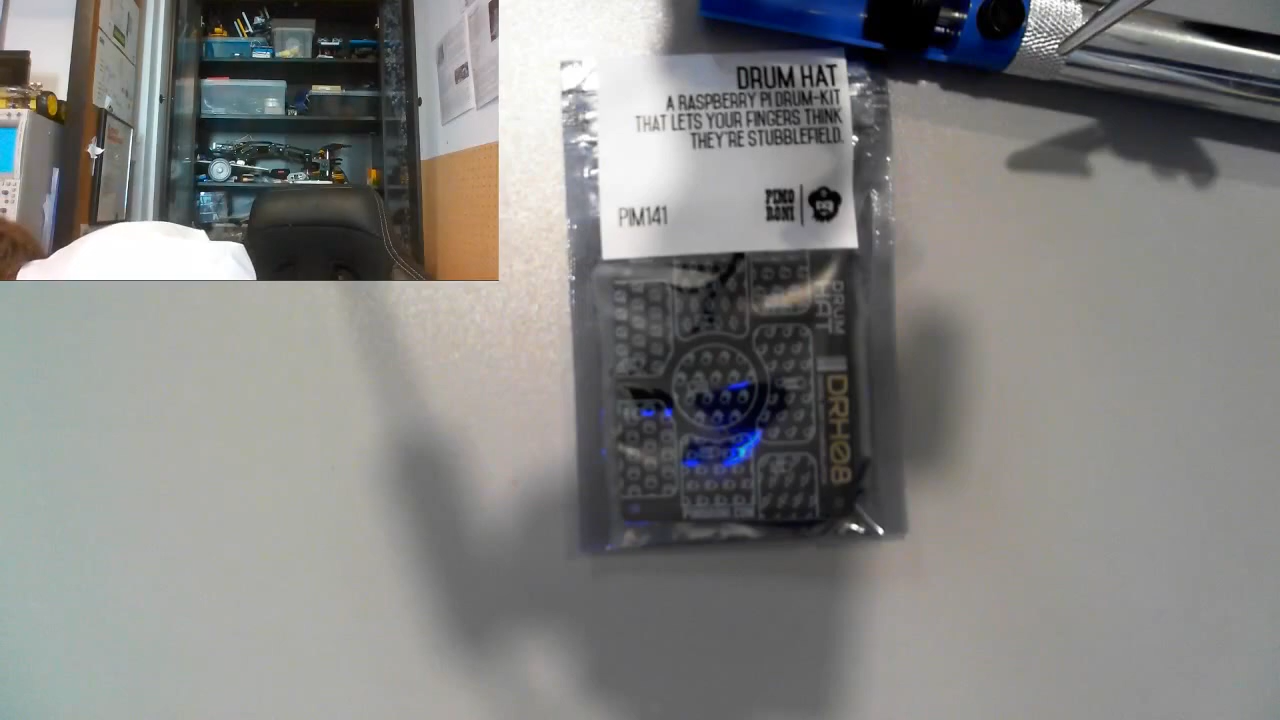 DRUM HAT
A RASPBERRY PI DRUM-KIT
THAT LETS YOUR FINGERS THINK
THEY'RE STUBBLEFIELD.
PIM141
PIMO
RONI
DRUM
HAT
DRH08